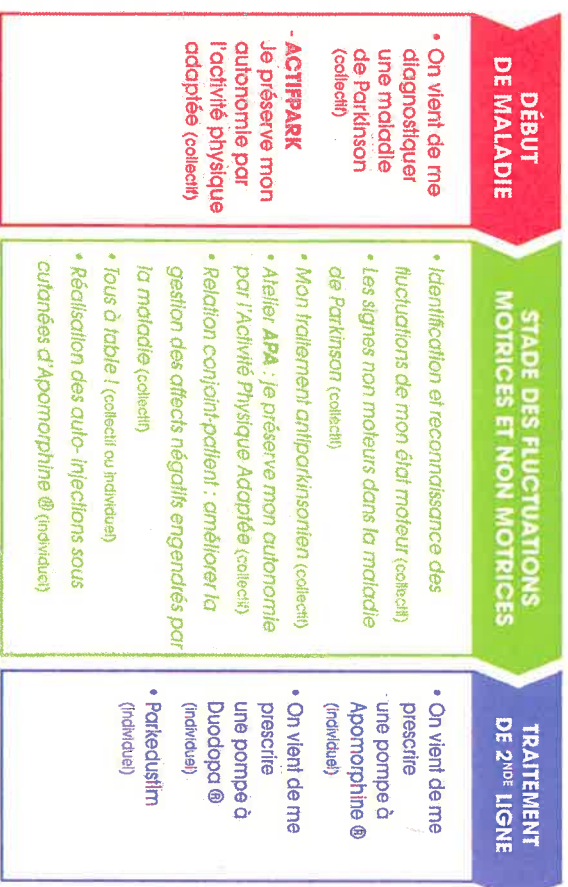 DÉBUT
DE MALADIE
• On vient de me
diagnostiquer
une maladie
de Parkinson
(collectif)
- ACTIFPARK
Je préserve mon
autonomie par
l'activité physique
adaptée (collectif)
STADE DES FLUCTUATIONS
MOTRICES ET NON MOTRICES
• Identification et reconnaissance des
fluctuations de mon état moteur (collectif)
• Les signes non moteurs dans la maladie
de Parkinson (collectif)
• Mon traitement antiparkinsonien (collectif)
• Atelier APA : je préserve mon autonomie
par l'Activité Physique Adaptée (collectif)
• Relation conjoint-patient : améliorer la
gestion des affects négatifs engendrés par
la maladie (collectif)
• Tous à table ! (collectif ou individuel)
• Réalisation des auto- injections sous
cutanées d'Apomorphine ® (individuel)
TRAITEMENT
DE 2NDE LIGNE
• On vient de me
prescrire
une pompe à
Apomorphine ®
(individuel)
• On vient de me
prescrire
une pompe à
Duodopa ®
(individuel)
• Parkedustim
(individuel)